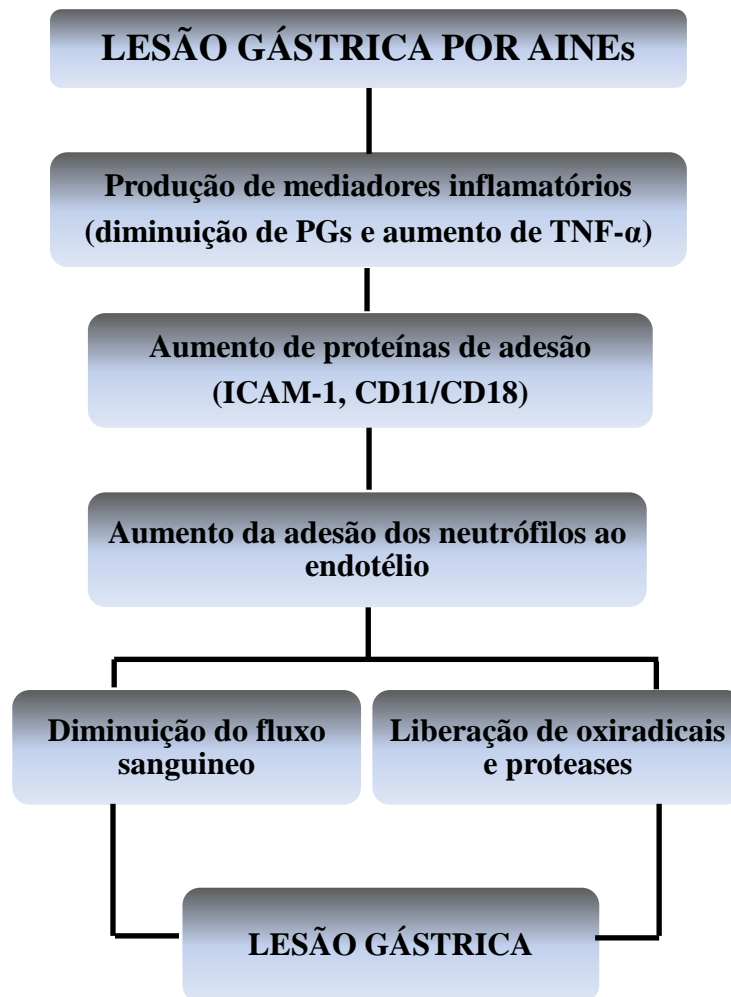 LESÃO GÁSTRICA POR AINEs
Produção de mediadores inflamatórios
(diminuição de PGs e aumento de TNF-α)
Aumento de proteínas de adesão
(ICAM-1, CD11/CD18)
Aumento da adesão dos neutrófilos ao
endotélio
Diminuição do fluxo
sanguineo
Liberação de oxiradicais
e proteases
LESÃO GÁSTRICA